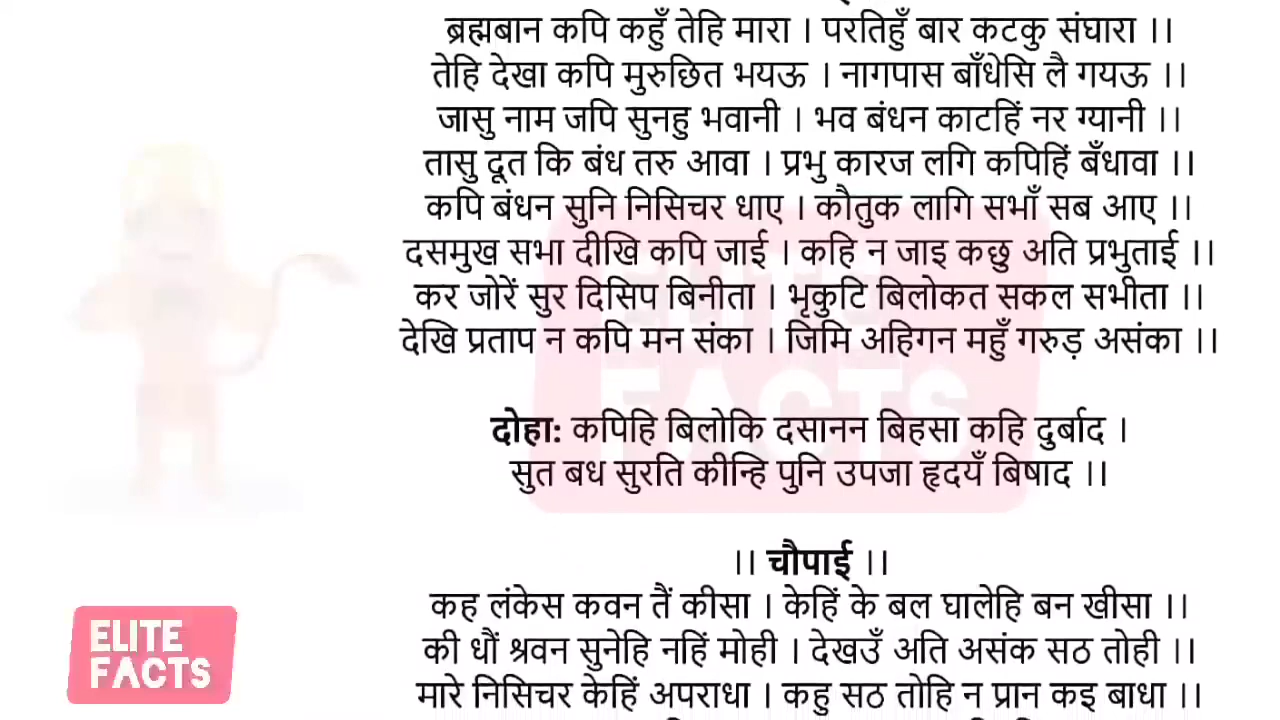 ब्रह्मबान कपि कहुँ तेहि मारा । परतिहुँ बार कटकु संघारा ।।
तेहि देखा कपि मुरुछित भयऊ । नागपास बाँधेसि लै गयऊ ।।
जासु नाम जपि सुनहु भवानी । भव बंधन काटहिं नर ग्यानी ।।
तासु दूत कि बंध तरु आवा । प्रभु कारज लगि कपिहिं बँधावा ।।
कपि बंधन सुनि निसिचर धाए । कौतुक लागि सभाँ सब आए ।।
दसमुख सभा दीखि कपि जाई । कहि न जाइ कछु अति प्रभुताई ।।
कर जोरें सुर दिसिप बिनीता । भृकुटि बिलोकत सकल सभीता ।।
देखि प्रताप न कपि मन संका । जिमि अहिगन महुँ गरुड़ असंका ।।
दोहा: कपिहि बिलोकि दसानन बिहसा कहि दुर्बाद ।
सुत बध सुरति कीन्हि पुनि उपजा हृदयँ बिषाद ।।
।। चौपाई ।।
कह लंकेस कवन तैं कीसा । केहिं के बल घालेहि बन खीसा ।।
की धौं श्रवन सुनेहि नहिं मोही । देखउँ अति असंक सठ तोही ।।
मारे निसिचर केहिं अपराधा । कहु सठ तोहि न प्रान कइ बाधा ।।
ELITE
FACTS
ELITE
FACTS